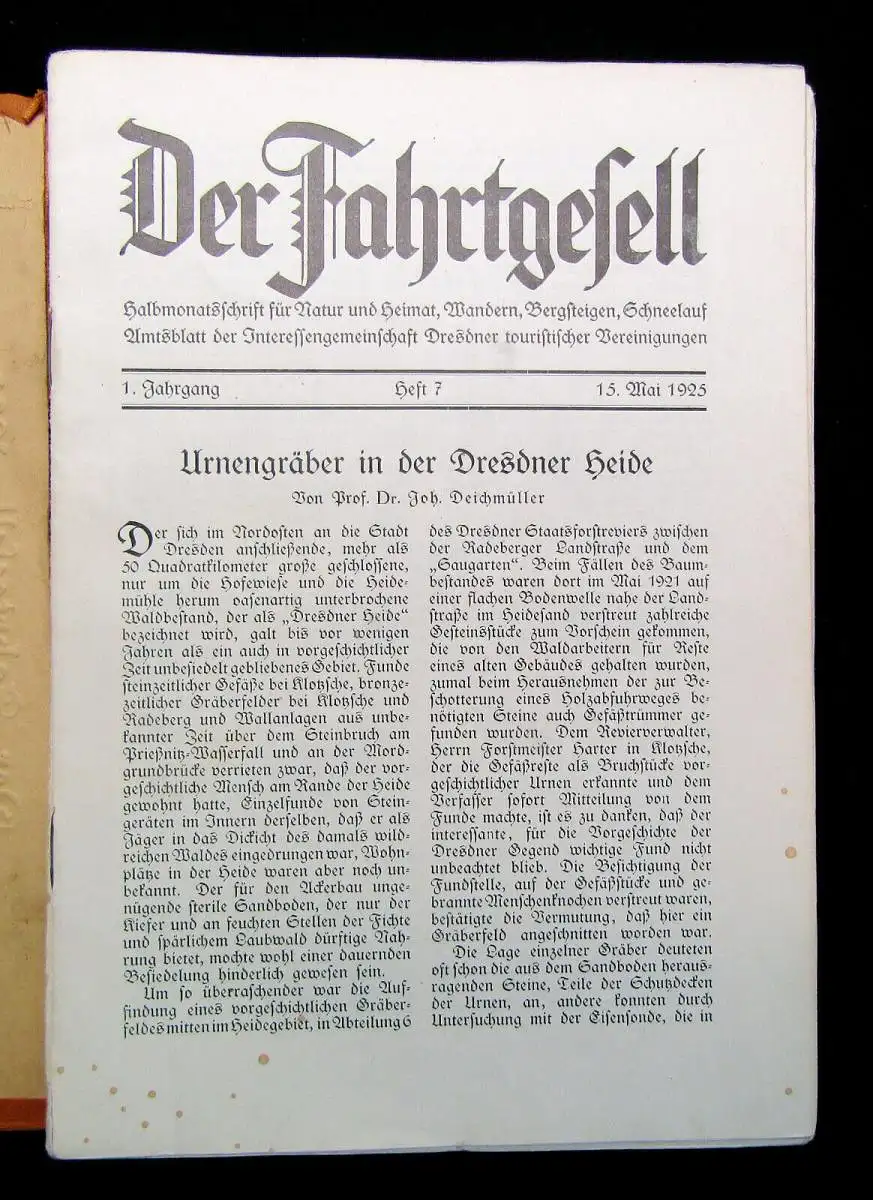 Der Fahrtgesell
Halbmonatsschrift für Natur und Heimat, Wandern, Bergsteigen, Schneelauf
Amtsblatt der Interessengemeinschaft Dresdner touristischer Vereinigungen
1. Jahrgang Heft 7 15. Mai 1925
Urnengräber in der Dresdner Heide
Von Prof. Dr. Joh. Deichmüller
Der sich im Nordosten an die Stadt
Dresden anschließende, mehr als
50 Quadratkilometer große geschlossene,
nur um die Hofewiese und die Heide-
mühle herum oasenartig unterbrochene
Waldbestand, der als „Dresdner Heide“
bezeichnet wird, galt bis vor wenigen
Jahren als ein auch in vorgeschichtlicher
Zeit unbesiedelt gebliebenes Gebiet. Funde
steinzeitlicher Gefäße bei Klotzsche, bronze-
zeitlicher Gräberfelder bei Klotzsche und
Radeberg und Wallanlagen aus unbe-
kannter Zeit über dem Steinbruch am
Prießnitz-Wasserfall und an der Mord-
grundbrücke verrieten zwar, daß der vor-
geschichtliche Mensch am Rande der Heide
gewohnt hatte, Einzelfunde von Stein-
geräten im Innern derselben, daß er als
Jäger in das Dickicht des damals wild-
reichen Waldes eingedrungen war, Wohn-
plätze in der Heide waren aber noch un-
bekannt. Der für den Ackerbau unge-
nügende sterile Sandboden, der nur der
Kiefer und an feuchten Stellen der Fichte
und spärlichem Laubwald dürftige Nah-
rung bietet, mochte wohl einer dauernden
Besiedelung hinderlich gewesen sein.
Um so überraschender war die Auf-
findung eines vorgeschichtlichen Gräber-
feldes mitten im Heidegebiet, in Abteilung 6
des Dresdner Staatsforstreviers zwischen
der Radeberger Landstraße und dem
„Saugarten“. Beim Fällen des Baum-
bestandes waren dort im Mai 1921 auf
einer flachen Bodenwelle nahe der Land-
straße im Heidesand verstreut zahlreiche
Gesteinsstücke zum Vorschein gekommen,
die von den Waldarbeitern für Reste
eines alten Gebäudes gehalten wurden,
zumal beim Herausnehmen der zur Be-
schotterung eines Holzabfuhrweges be-
nötigten Steine auch Gefäßtrümmer ge-
funden wurden. Dem Revierverwalter,
Herrn Forstmeister Harter in Klotzsche,
der die Gefäßreste als Bruchstücke vor-
geschichtlicher Urnen erkannte und dem
Verfasser sofort Mitteilung von dem
Funde machte, ist es zu danken, daß der
interessante, für die Vorgeschichte der
Dresdner Gegend wichtige Fund nicht
unbeachtet blieb. Die Besichtigung der
Fundstelle, auf der Gefäßstücke und ge-
brannte Menschenknochen verstreut waren,
bestätigte die Vermutung, daß hier ein
Gräberfeld angeschnitten worden war.
Die Lage einzelner Gräber deuteten
oft schon die aus dem Sandboden heraus-
ragenden Steine, Teile der Schutzdecken
der Urnen, an, andere konnten durch
Untersuchung mit der Eisensonde, die in